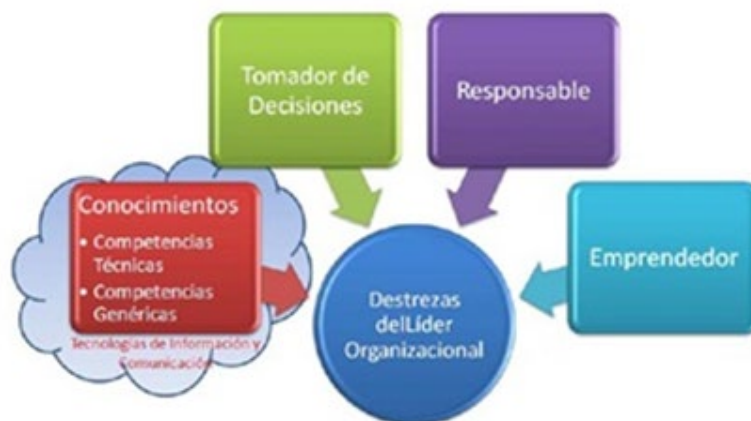 Tomador de
Decisiones
Responsable
Conocimientos
• Competencias
Técnicas
• Competencias
Genéricas
Tecnologías de Información y
Comunicación
Emprendedor
Destrezas
delLíder
Organizacional